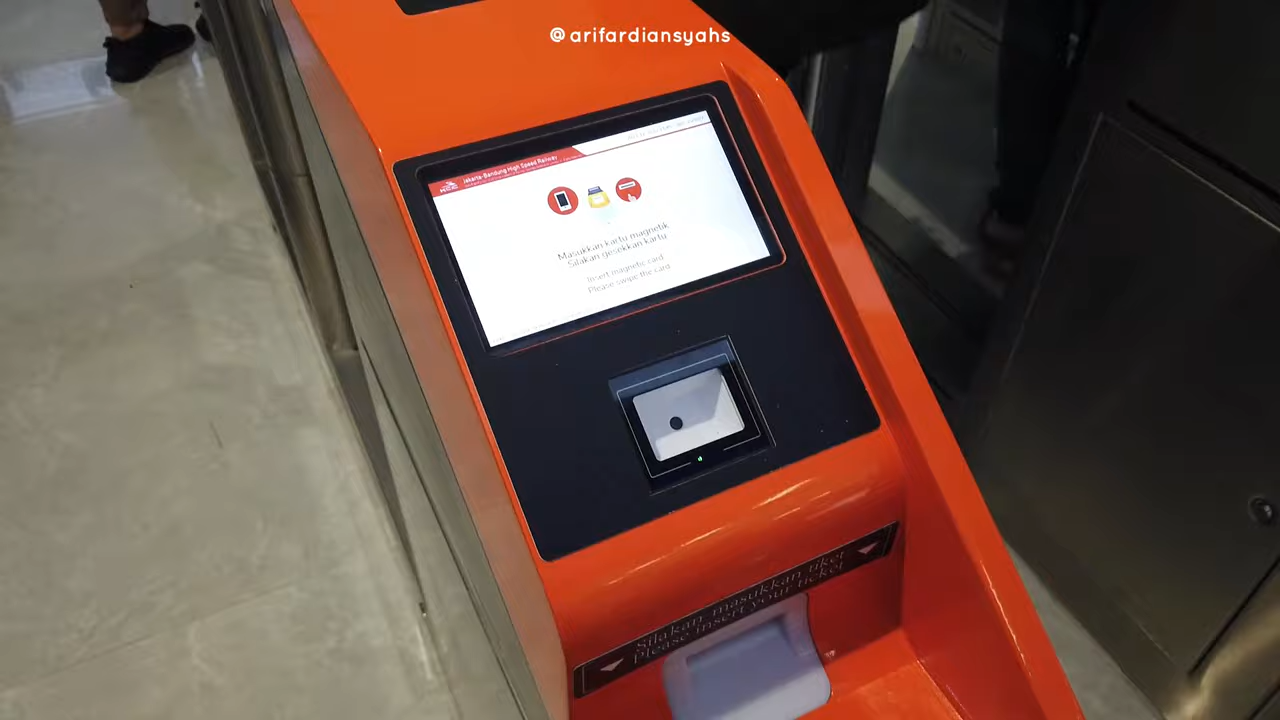 @arifardiansyahs
Jakarta-Bandung High Speed Railway
Masukkan kartu magnetik
Silakan gesekkan kartu
Insert magnetic card
Please swipe the card
Silakan masukkan tiket
Please insert your ticket